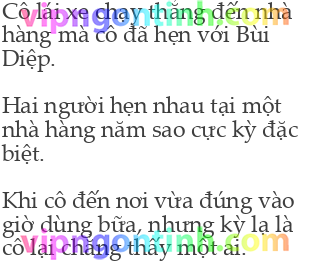 Cô lái xe chạy thẳng đến nhà
hàng mà cô đã hẹn với Bùi
Diệp.
Hai người hẹn nhau tại một
nhà hàng năm sao cực kỳ đặc
biệt.
Khi cô đến nơi vừa đúng vào
giờ dùng bữa, nhưng kỳ lạ là
cô lại chẳng thấy một ai.
vipngontinh.com
vipngontinh.com